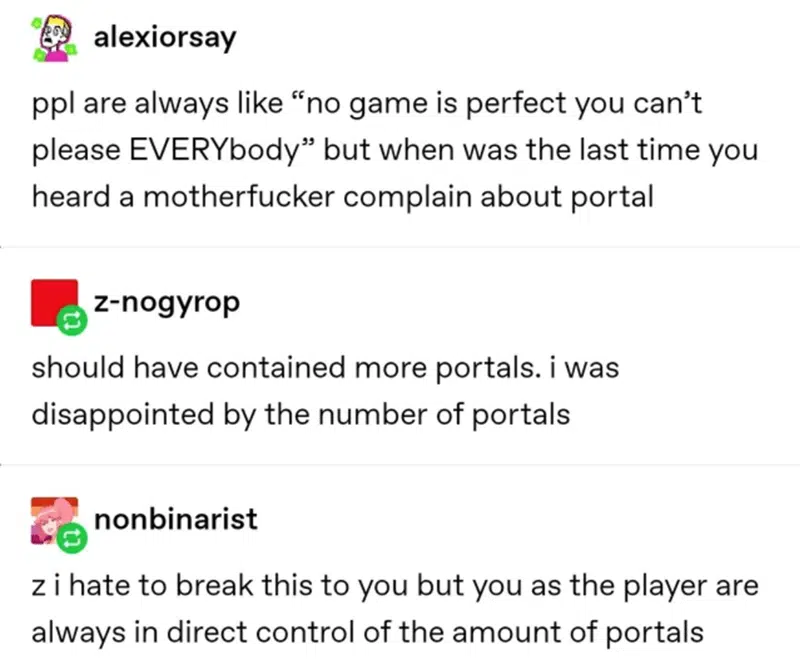 alexiorsay
ppl are always like “no game is perfect you can’t
please EVERYbody” but when was the last time you
heard a motherfucker complain about portal
z-nogyrop
should have contained more portals. i was
disappointed by the number of portals
nonbinarist
z i hate to break this to you but you as the player are
always in direct control of the amount of portals